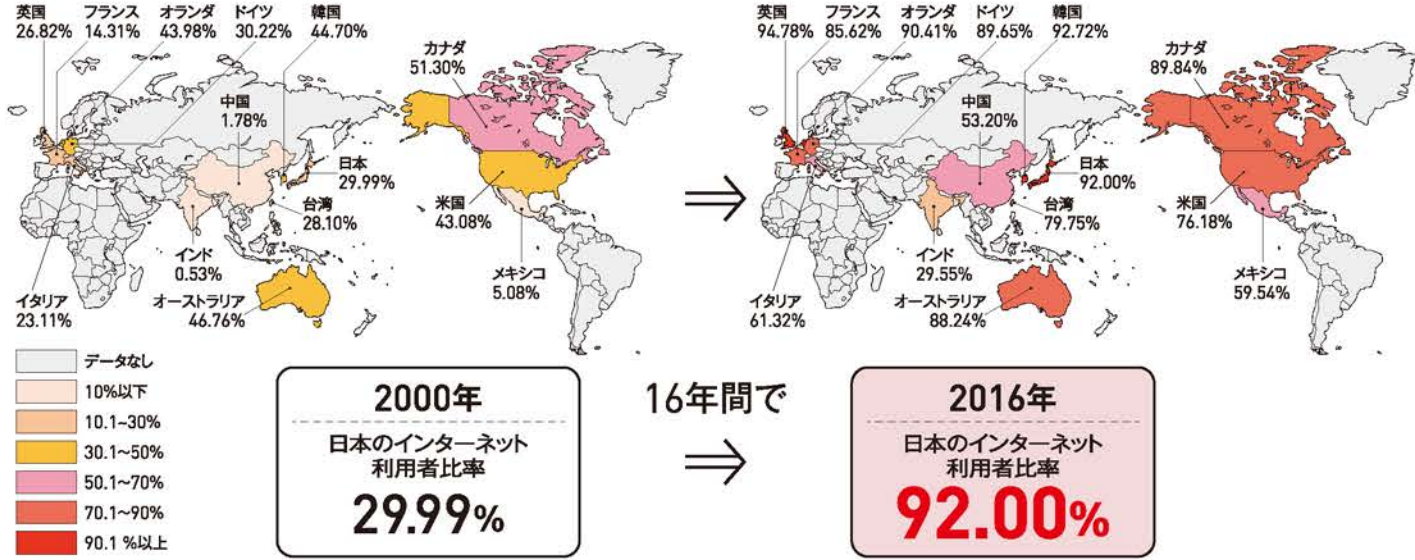 英国
26.82%
フランス
14.31%
オランダ
43.98%
ドイツ
30.22%
韓国
44.70%
カナダ
51.30%
中国
1.78%
日本
29.99%
台湾
28.10%
米国
43.08%
インド
0.53%
メキシコ
5.08%
イタリア
23.11%
オーストラリア
46.76%
英国
94.78%
フランス
85.62%
オランダ
90.41%
ドイツ
89.65%
韓国
92.72%
カナダ
89.84%
中国
53.20%
日本
92.00%
台湾
79.75%
米国
76.18%
インド
29.55%
メキシコ
59.54%
イタリア
61.32%
オーストラリア
88.24%
データなし
10%以下
10.1~30%
30.1~50%
50.1~70%
70.1~90%
90.1 %以上
2000年
日本のインターネット
利用者比率
29.99%
16年間で
2016年
日本のインターネット
利用者比率
92.00%